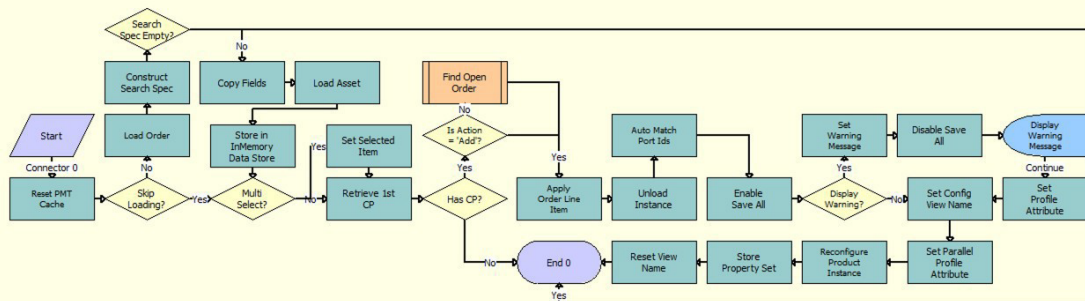 Search
Spec Empty?
No
Construct
Search Spec
Copy Fields
Load Asset
Find Open
Order
Start
Load Order
Store in
InMemory
Data Store
Yes
Set Selected
Item
No
Is Action
= 'Add'?
Auto Match
Port Ids
Set
Warning
Message
Disable Save
All
Display
Warning
Message
Connector 0
No
Yes
Yes
Yes
Continue
Reset PMT
Cache
Skip
Loading?
Yes
Multi
Select?
No
Retrieve 1st
CP
Has CP?
Apply
Order Line
Item
Unload
Instance
Enable
Save All
Display
Warning?
No
Set Config
View Name
Set
Profile
Attribute
No
End 0
Reset View
Name
Store
Property Set
Reconfigure
Product
Instance
Set Parallel
Profile
Attribute
Yes